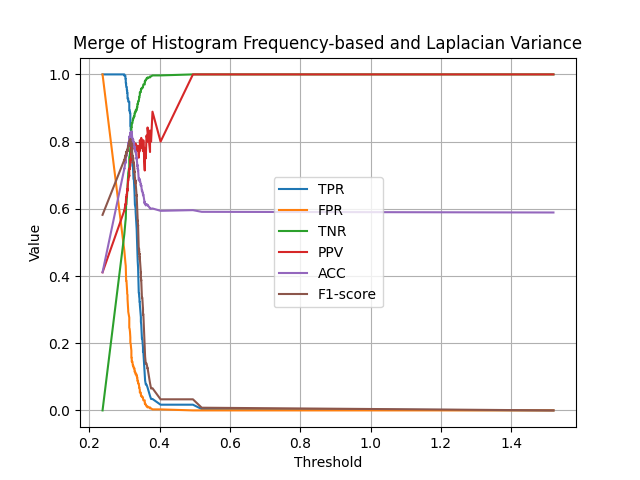 Merge of Histogram Frequency-based and Laplacian Variance
1.0
0.8
0.6
0.4
0.2
0.0
Value
TPR
FPR
TNR
PPV
ACC
F1-score
0.2 0.4 0.6 0.8 1.0 1.2 1.4
Threshold